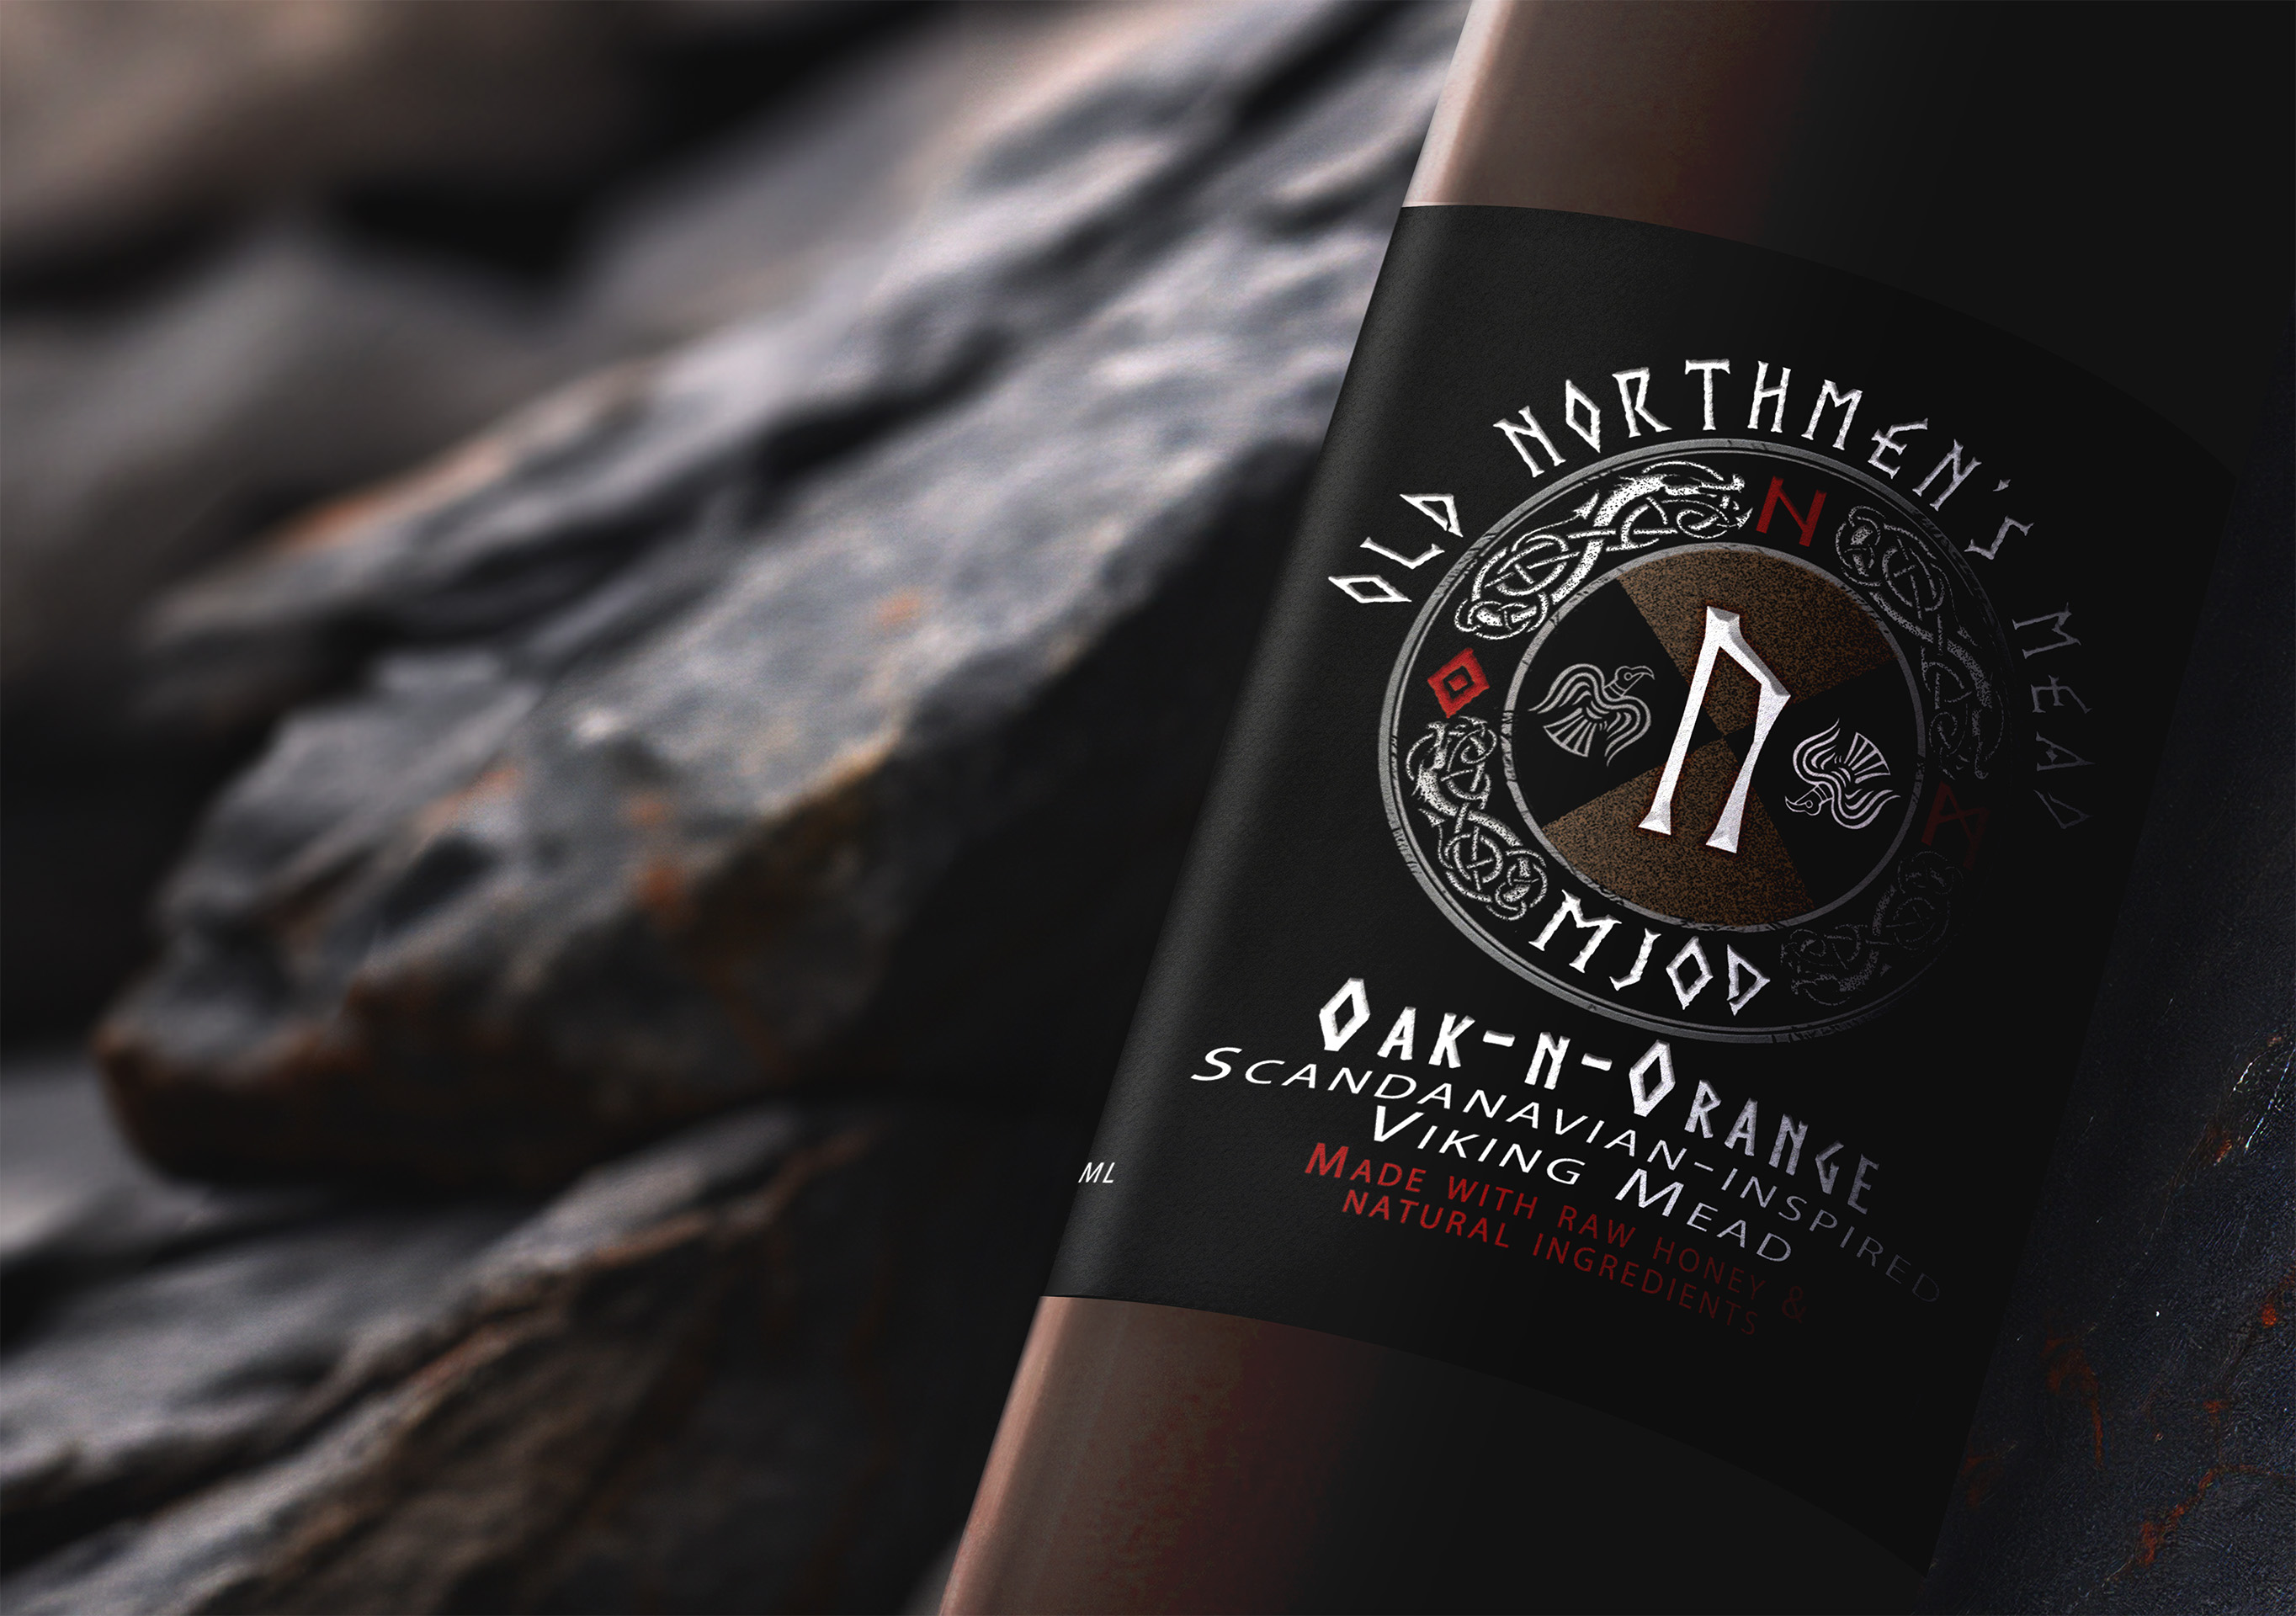 OLD NORTHMEN'S MEAD
ᚢ
MJOD
OAK-N-ORANGE
SCANDANAVIAN-INSPIRED
VIKING MEAD
MADE WITH RAW HONEY &
NATURAL INGREDIENTS
ML